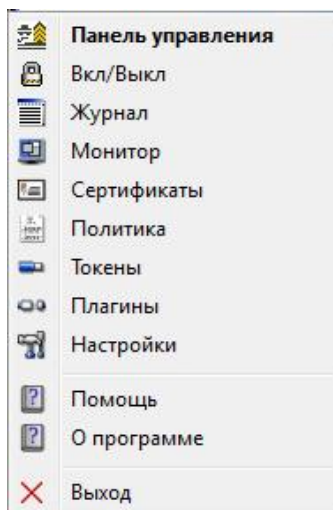 Панель управления
Вкл/Выкл
Журнал
Монитор
Сертификаты
Политика
Токены
Плагины
Настройки
Помощь
О программе
Выход